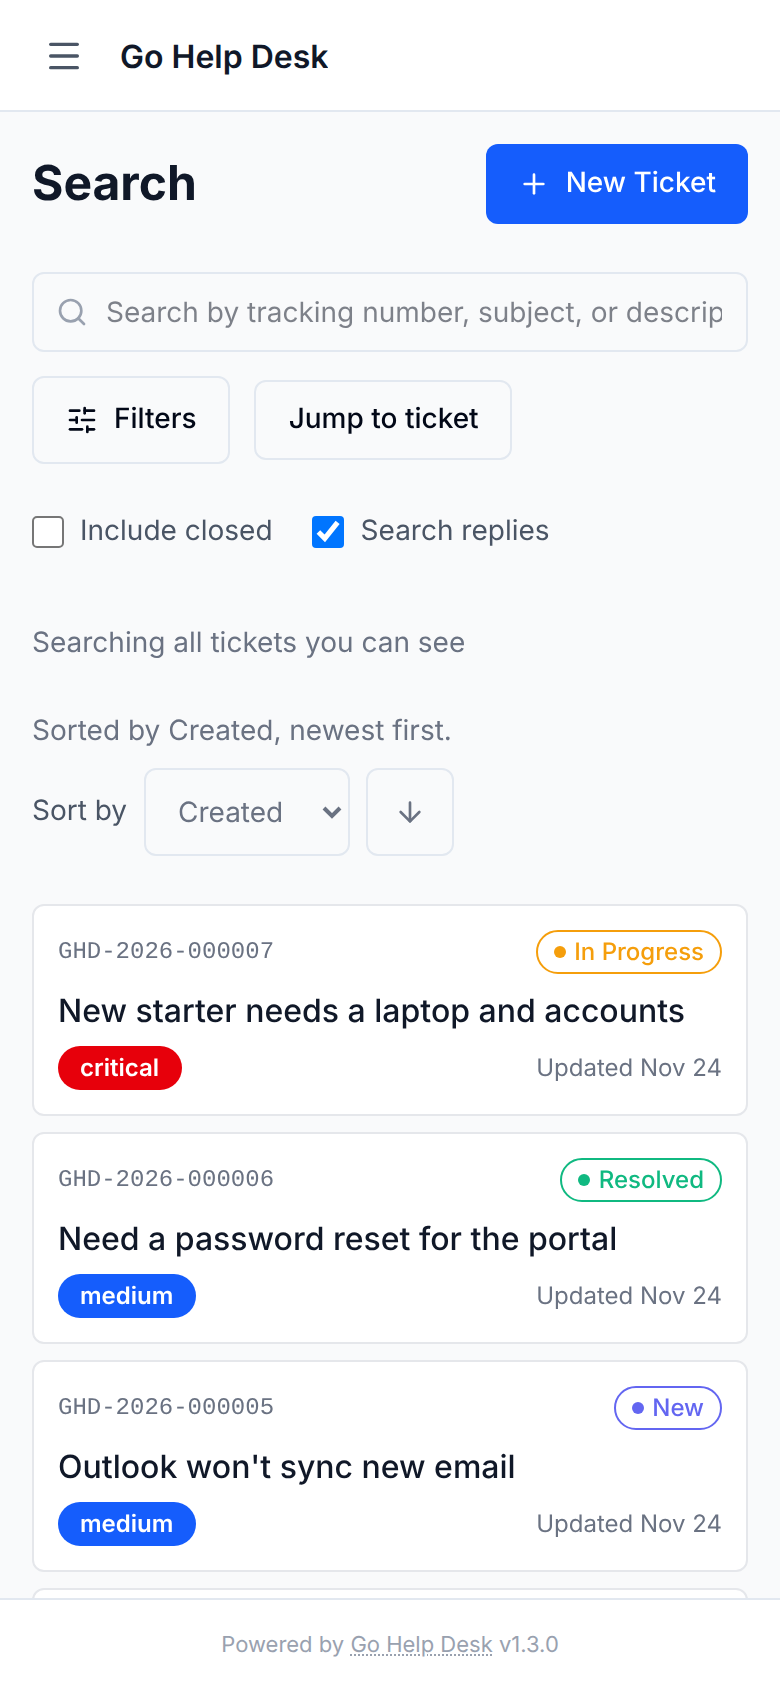 Go Help Desk
Search
New Ticket
Search by tracking number, subject, or descrip
Filters
Jump to ticket
Include closed
Search replies
Searching all tickets you can see
Sorted by Created, newest first.
Sort by
Created
GHD-2026-000007
In Progress
New starter needs a laptop and accounts
critical
Updated Nov 24
GHD-2026-000006
Resolved
Need a password reset for the portal
medium
Updated Nov 24
GHD-2026-000005
New
Outlook won't sync new email
medium
Updated Nov 24
Powered by Go Help Desk v1.3.0